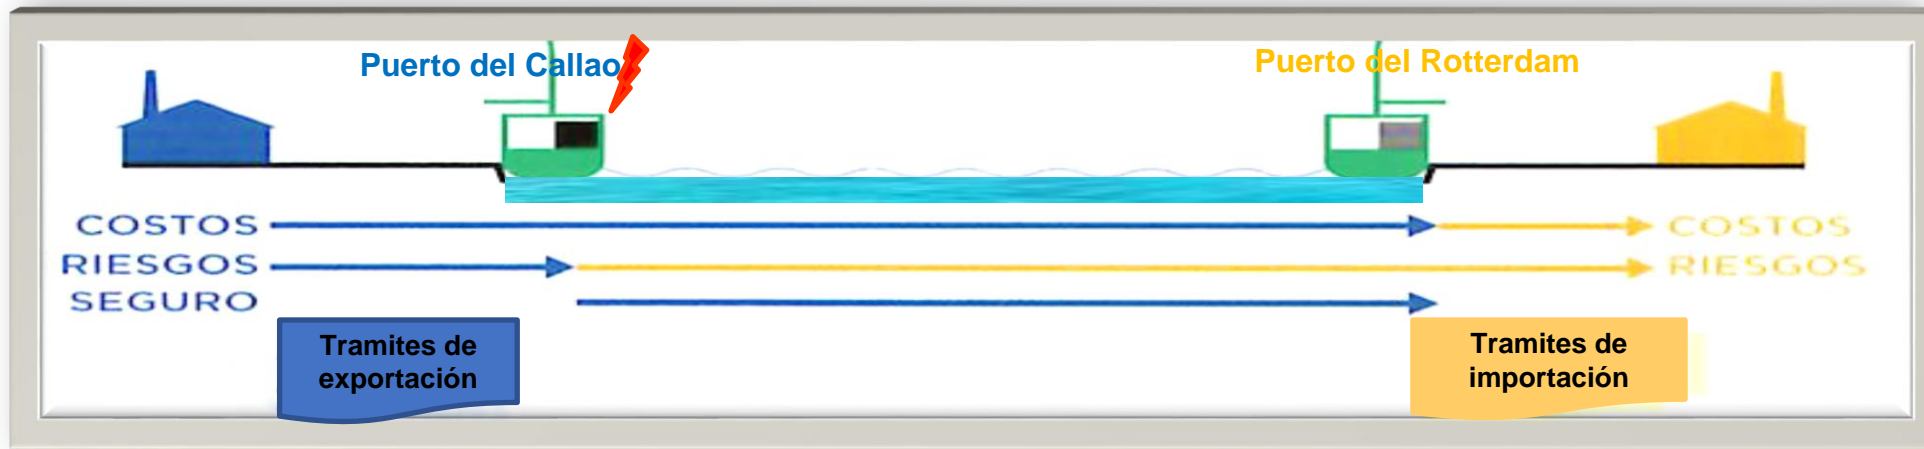 Puerto del Callao
Puerto del Rotterdam
COSTOS
COSTOS
RIESGOS
RIESGOS
SEGURO
Tramites de
exportación
Tramites de
importación